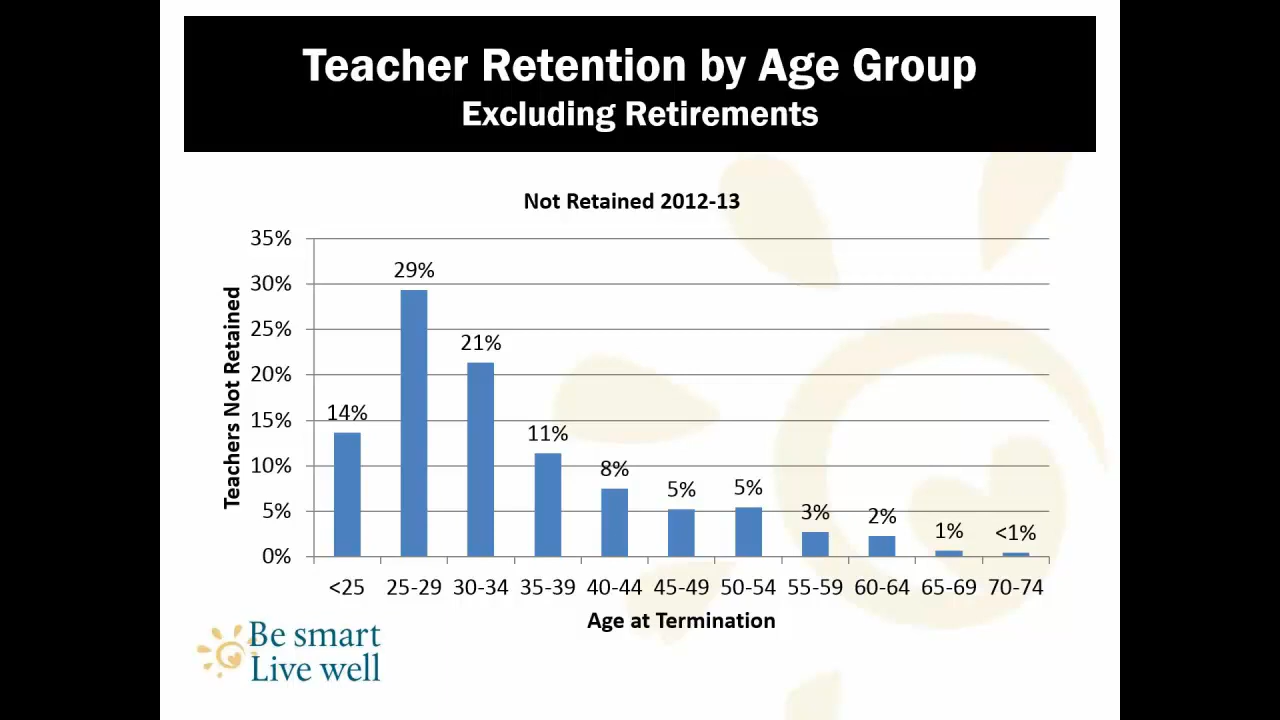 Teacher Retention by Age Group
Excluding Retirements
Not Retained 2012-13
Teachers Not Retained
35%
30%
25%
20%
15%
10%
5%
0%
14%
29%
21%
11%
8%
5%
5%
3%
2%
1%
<1%
<25 25-29 30-34 35-39 40-44 45-49 50-54 55-59 60-64 65-69 70-74
Age at Termination
Be smart
Live well